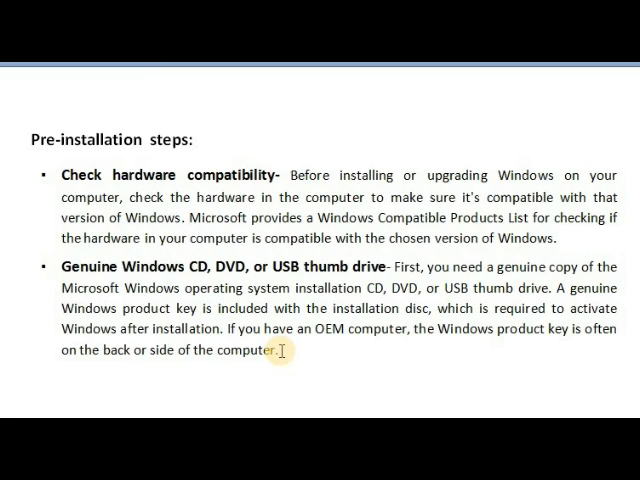 Pre-installation steps:
▪ Check hardware compatibility- Before installing or upgrading Windows on your
computer, check the hardware in the computer to make sure it's compatible with that
version of Windows. Microsoft provides a Windows Compatible Products List for checking if
the hardware in your computer is compatible with the chosen version of Windows.
▪ Genuine Windows CD, DVD, or USB thumb drive- First, you need a genuine copy of the
Microsoft Windows operating system installation CD, DVD, or USB thumb drive. A genuine
Windows product key is included with the installation disc, which is required to activate
Windows after installation. If you have an OEM computer, the Windows product key is often
on the back or side of the computer.